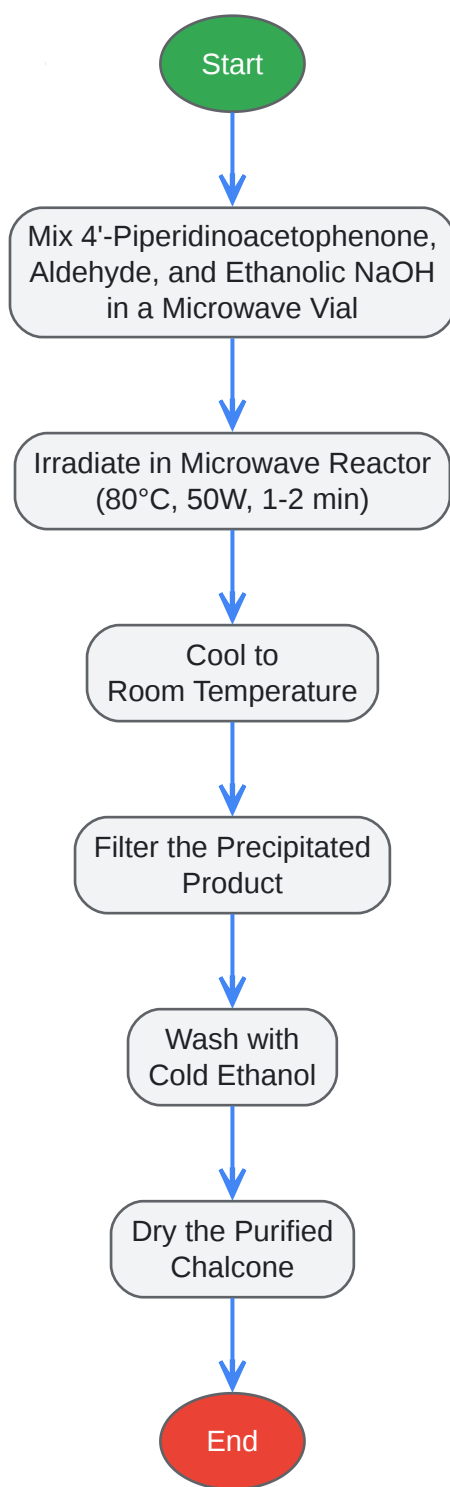 Start
Mix 4'-Piperidinoacetophenone,
Aldehyde, and Ethanolic NaOH
in a Microwave Vial
Irradiate in Microwave Reactor
(80°C, 50W, 1-2 min)
Cool to
Room Temperature
Filter the Precipitated
Product
Wash with
Cold Ethanol
Dry the Purified
Chalcone
End